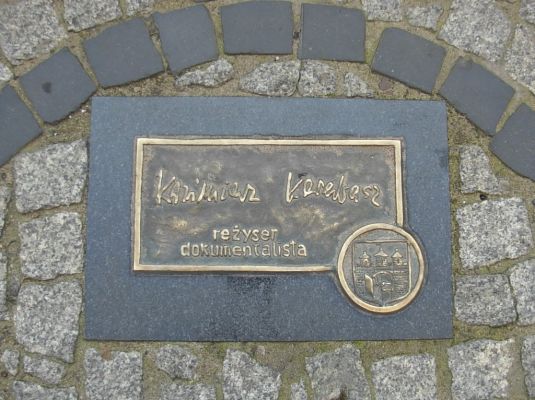 Kazimierz Karabasz
reżyser
dokumentalista